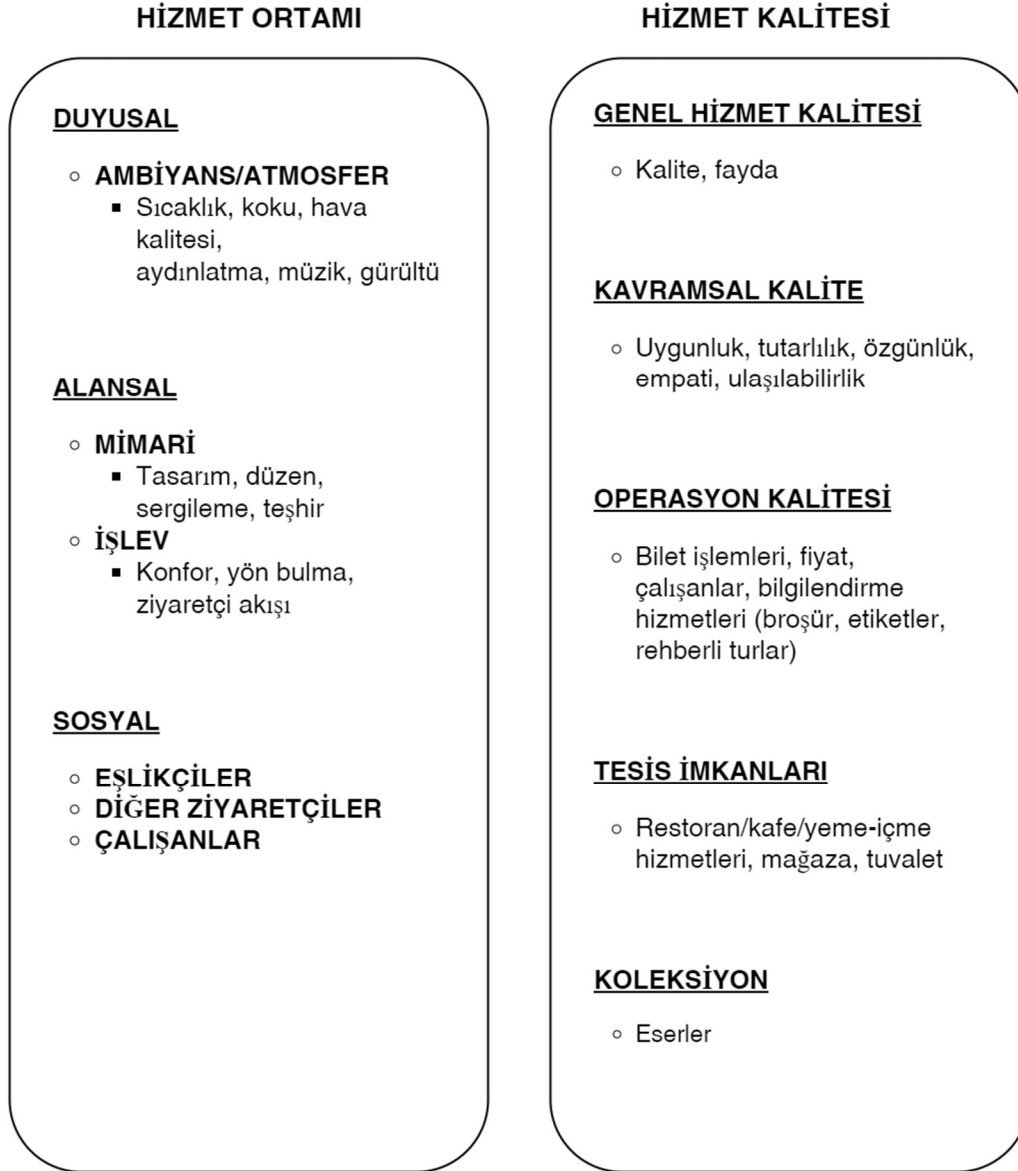 HİZMET ORTAMI
DUYUSAL
AMBİYANS/ATMOSFER
Sıcaklık, koku, hava
kalitesi,
aydınlatma, müzik, gürültü
ALANSAL
MİMARİ
Tasarım, düzen,
sergileme, teşhir
İŞLEV
Konfor, yön bulma,
ziyaretçi akışı
SOSYAL
EŞLİKÇİLER
DİĞER ZİYARETÇİLER
ÇALIŞANLAR
HİZMET KALİTESİ
GENEL HİZMET KALİTESİ
Kalite, fayda
KAVRAMSAL KALİTE
Uygunluk, tutarlılık, özgünlük,
empati, ulaşılabilirlik
OPERASYON KALİTESİ
Bilet işlemleri, fiyat,
çalışanlar, bilgilendirme
hizmetleri (broşür, etiketler,
rehberli turlar)
TESİS İMKANLARI
Restoran/kafe/yeme-içme
hizmetleri, mağaza, tuvalet
KOLEKSİYON
Eserler